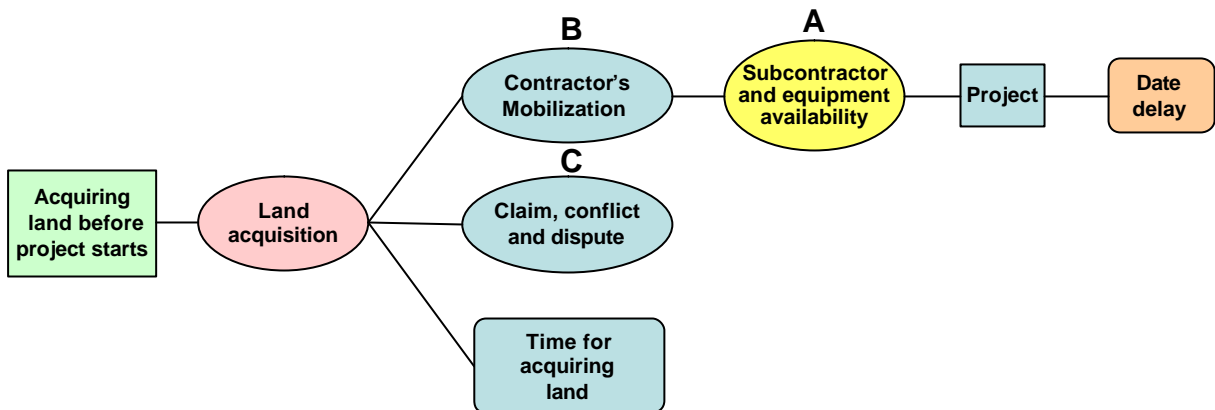 B
A
Contractor's
Mobilization
Subcontractor
and equipment
availability
Project
Date
delay
C
Acquiring
land before
project starts
Land
acquisition
Claim, conflict
and dispute
Time for
acquiring
land